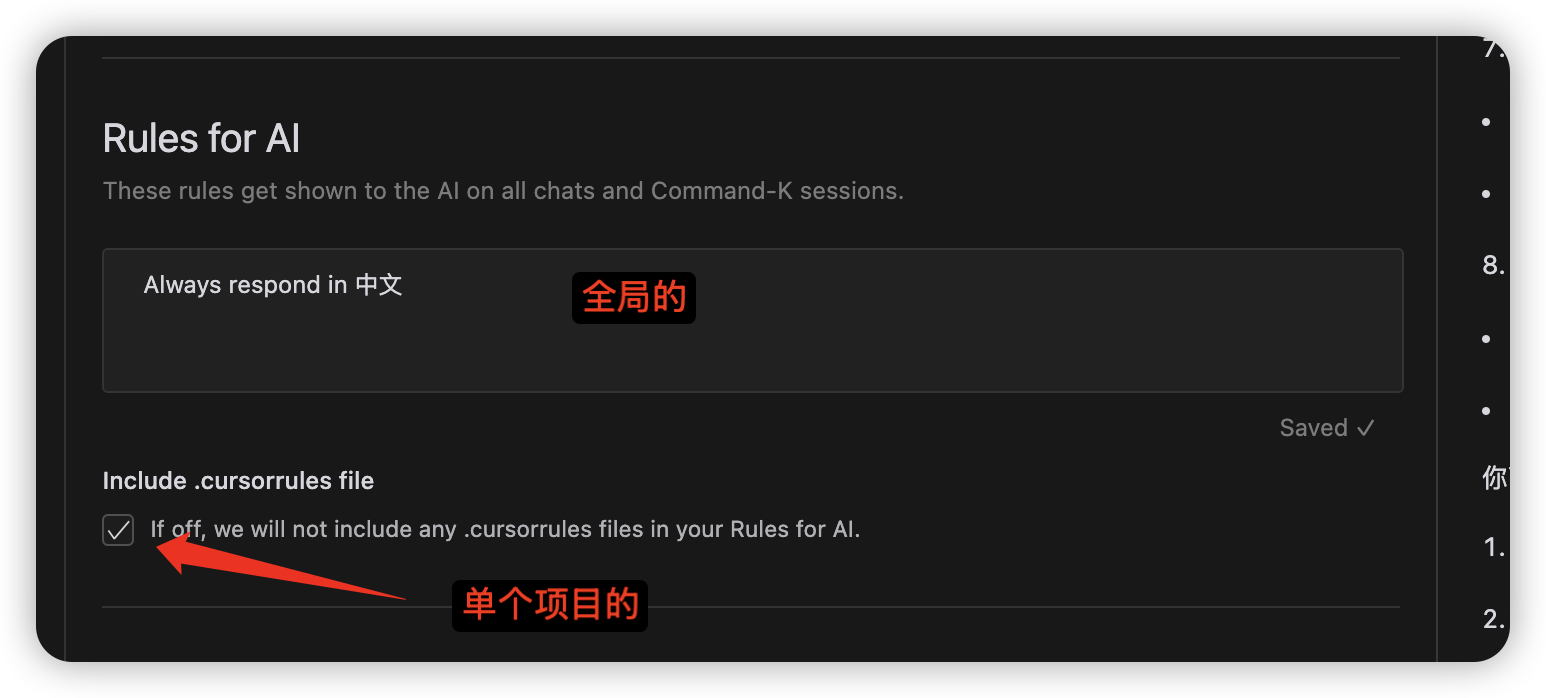 Rules for AI
These rules get shown to the AI on all chats and Command-K sessions.
Always respond in 中文
全局的
Saved ✓
Include .cursorrules file
If off, we will not include any .cursorrules files in your Rules for AI.
单个项目的
7.
•
•
8.
•
•
你
1.
2.